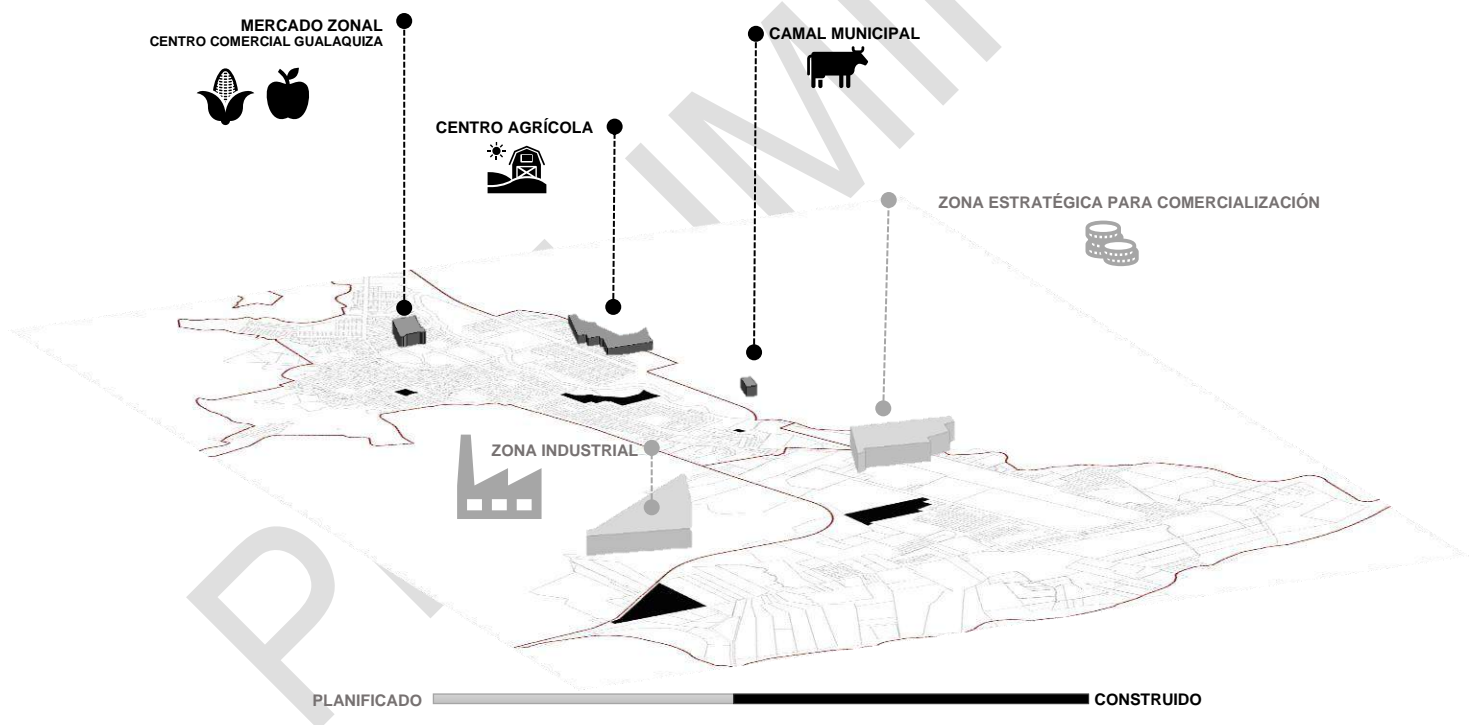 MERCADO ZONAL
CENTRO COMERCIAL GUALAQUIZA
CAMAL MUNICIPAL
CENTRO AGRÍCOLA
ZONA ESTRATÉGICA PARA COMERCIALIZACIÓN
ZONA INDUSTRIAL
PLANIFICADO
CONSTRUIDO